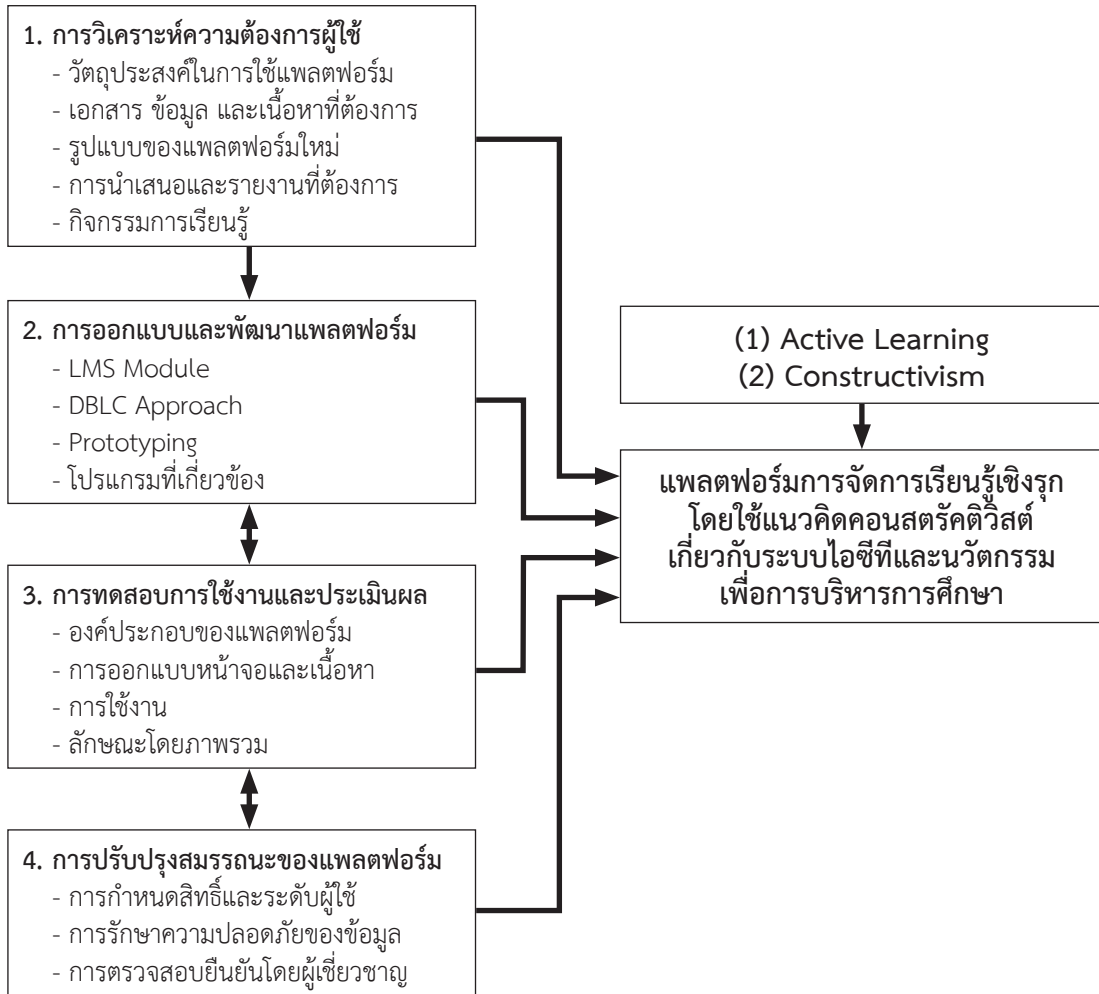 1. การวิเคราะห์ความต้องการผู้ใช้
- วัตถุประสงค์ในการใช้แพลตฟอร์ม
- เอกสาร ข้อมูล และเนื้อหาที่ต้องการ
- รูปแบบของแพลตฟอร์มใหม่
- การนำเสนอและรายงานที่ต้องการ
- กิจกรรมการเรียนรู้
2. การออกแบบและพัฒนาแพลตฟอร์ม
- LMS Module
- DBLC Approach
- Prototyping
- โปรแกรมที่เกี่ยวข้อง
3. การทดสอบการใช้งานและประเมินผล
- องค์ประกอบของแพลตฟอร์ม
- การออกแบบหน้าจอและเนื้อหา
- การใช้งาน
- ลักษณะโดยภาพรวม
4. การปรับปรุงสมรรถนะของแพลตฟอร์ม
- การกำหนดสิทธิ์และระดับผู้ใช้
- การรักษาความปลอดภัยของข้อมูล
- การตรวจสอบยืนยันโดยผู้เชี่ยวชาญ
(1) Active Learning
(2) Constructivism
แพลตฟอร์มการจัดการเรียนรู้เชิงรุก
โดยใช้แนวคิดคอนสตรัคติวิสต์
เกี่ยวกับระบบไอซีทีและนวัตกรรม
เพื่อการบริหารการศึกษา